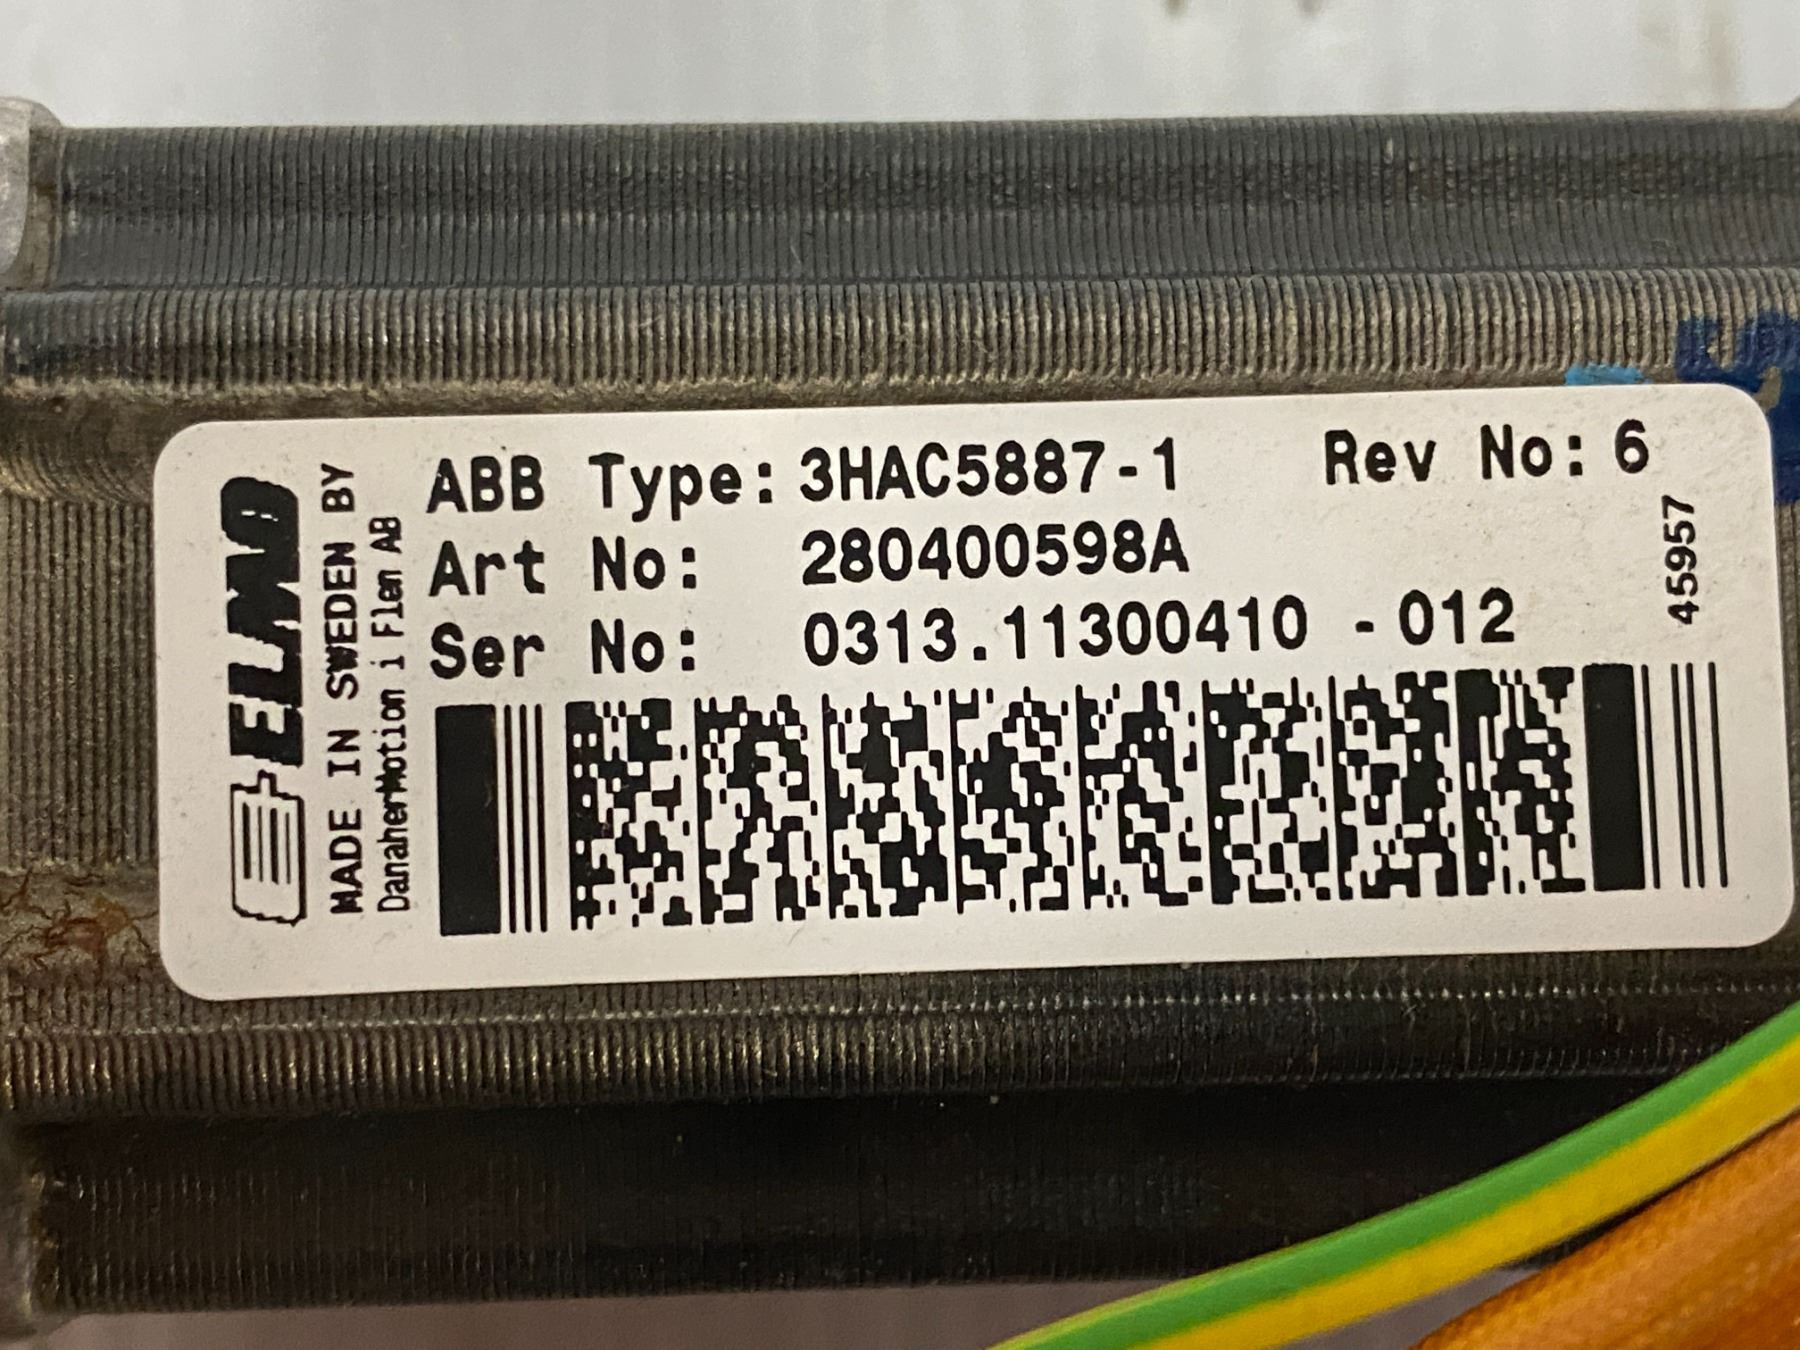 ELMO
MADE IN SWEDEN BY
DanaherMotion i Flen AB
ABB Type: 3HAC5887-1 Rev No: 6
Art No: 280400598A
Ser No: 0313.11300410 -012
45957